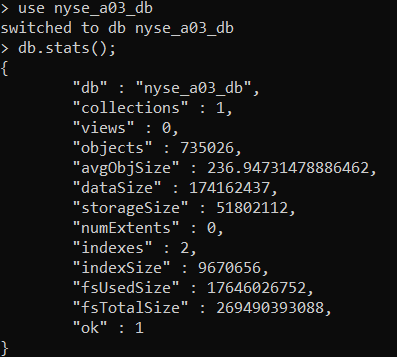 > use nyse_a03_db
switched to db nyse_a03_db
> db.stats();
{
        "db" : "nyse_a03_db",
        "collections" : 1,
        "views" : 0,
        "objects" : 735026,
        "avgObjSize" : 236.94731478886462,
        "dataSize" : 174162437,
        "storageSize" : 51802112,
        "numExtents" : 0,
        "indexes" : 2,
        "indexSize" : 9670656,
        "fsUsedSize" : 17646026752,
        "fsTotalSize" : 269490393088,
        "ok" : 1
}